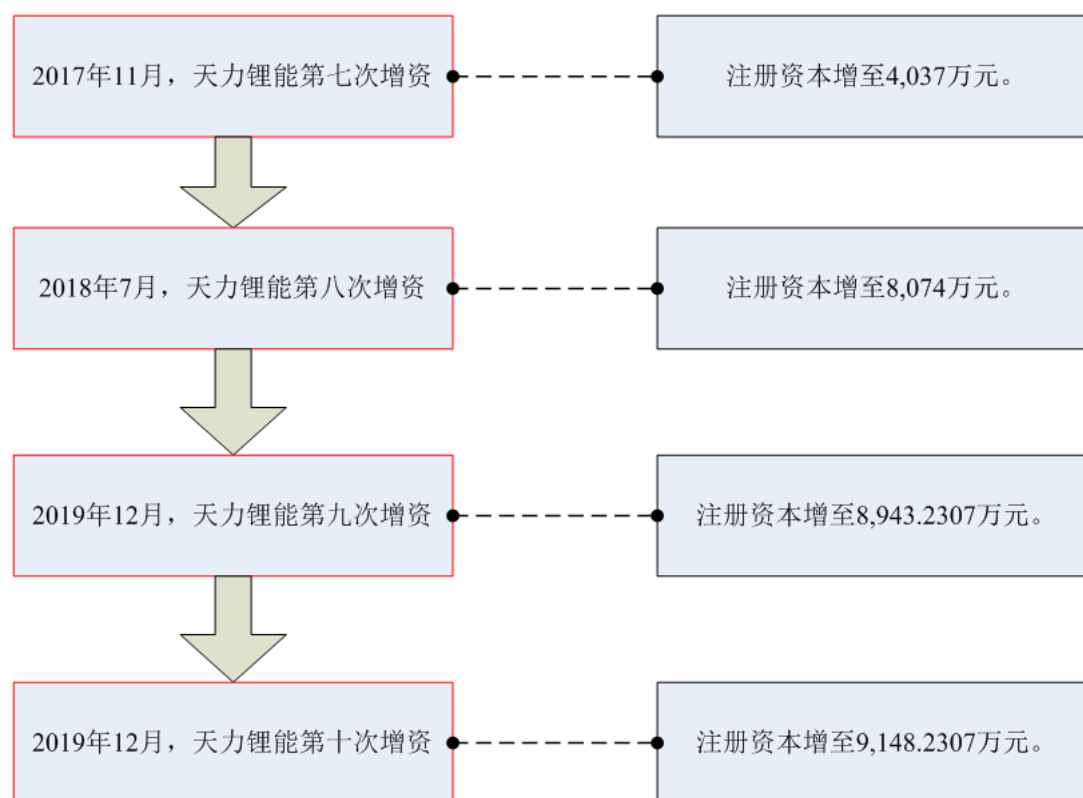 2017年11月，天力锂能第七次增资
注册资本增至4,037万元。
2018年7月，天力锂能第八次增资
注册资本增至8,074万元。
2019年12月，天力锂能第九次增资
注册资本增至8,943.2307万元。
2019年12月，天力锂能第十次增资
注册资本增至9,148.2307万元。